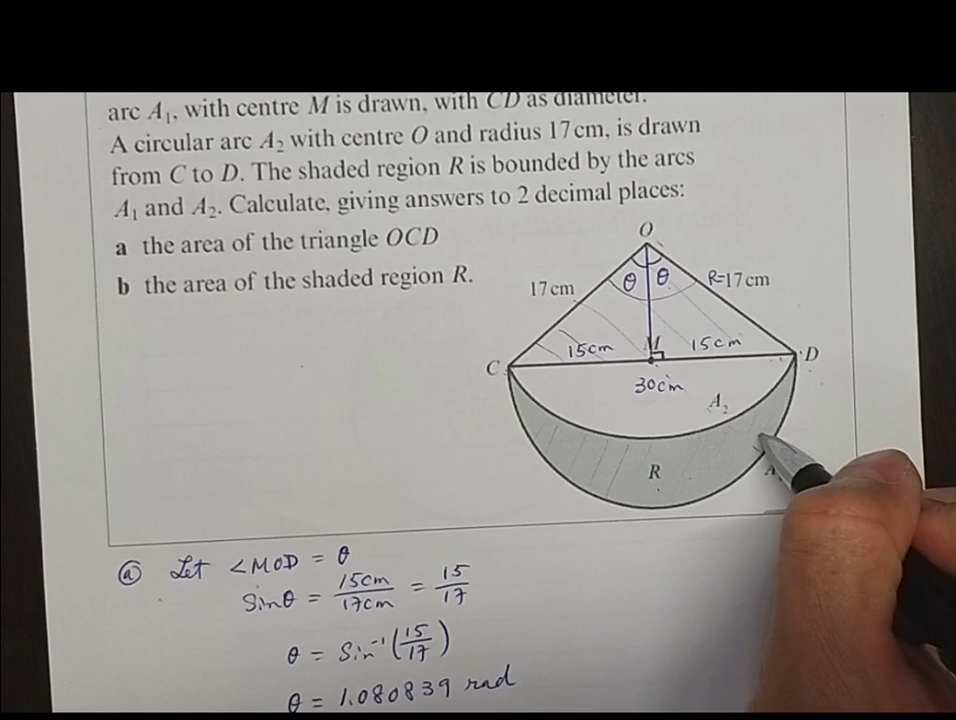 arc A₁, with centre M is drawn, with CD as diameter.
A circular arc A₂ with centre O and radius 17 cm, is drawn
from C to D. The shaded region R is bounded by the arcs
A₁ and A₂. Calculate, giving answers to 2 decimal places:
a the area of the triangle OCD
b the area of the shaded region R.
O
θ θ
17 cm
R=17 cm
M
15cm
15cm
C
D
30cm
A₂
R
A
ⓐ Let ∠MOD = θ
Sinθ = 15cm/17cm = 15/17
θ = Sin⁻¹(15/17)
θ = 1.080839 rad